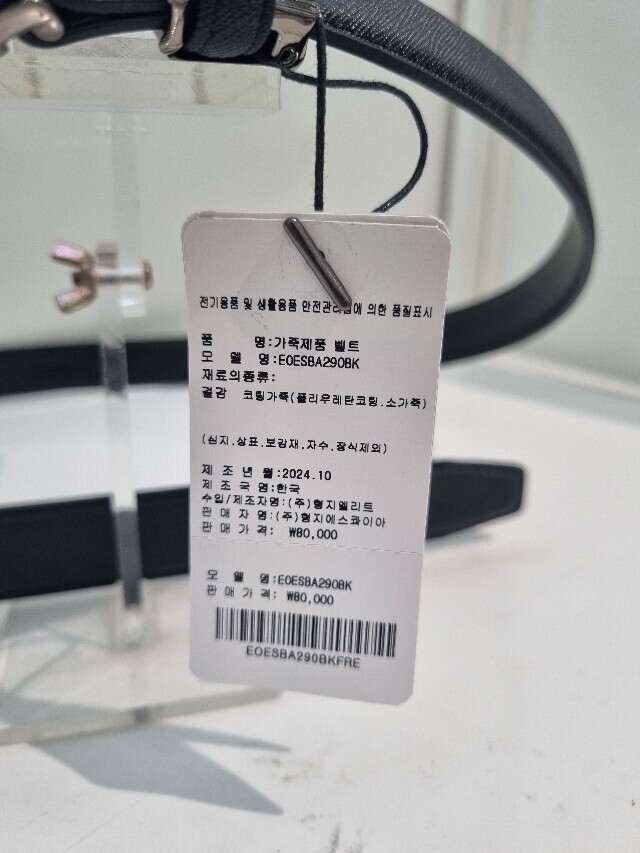 전기용품 및 생활용품 안전관리법에 의한 품질표시
품 명:가죽제품 벨트
모 델 명:EOESBA290BK
재료의종류:
겉감 코팅가죽(폴리우레탄코팅.소가죽)
(심지.상표.보강재.자수.장식제외)
제 조 년 월:2024.10
제 조 국 명:한국
수입/제조자명:(주)형지엘리트
판 매 자 명:(주)형지에스콰이아
판 매 가 격: ₩80,000
모 델 명:EOESBA290BK
판 매 가 격: ₩80,000
EOESBA290BKFRE